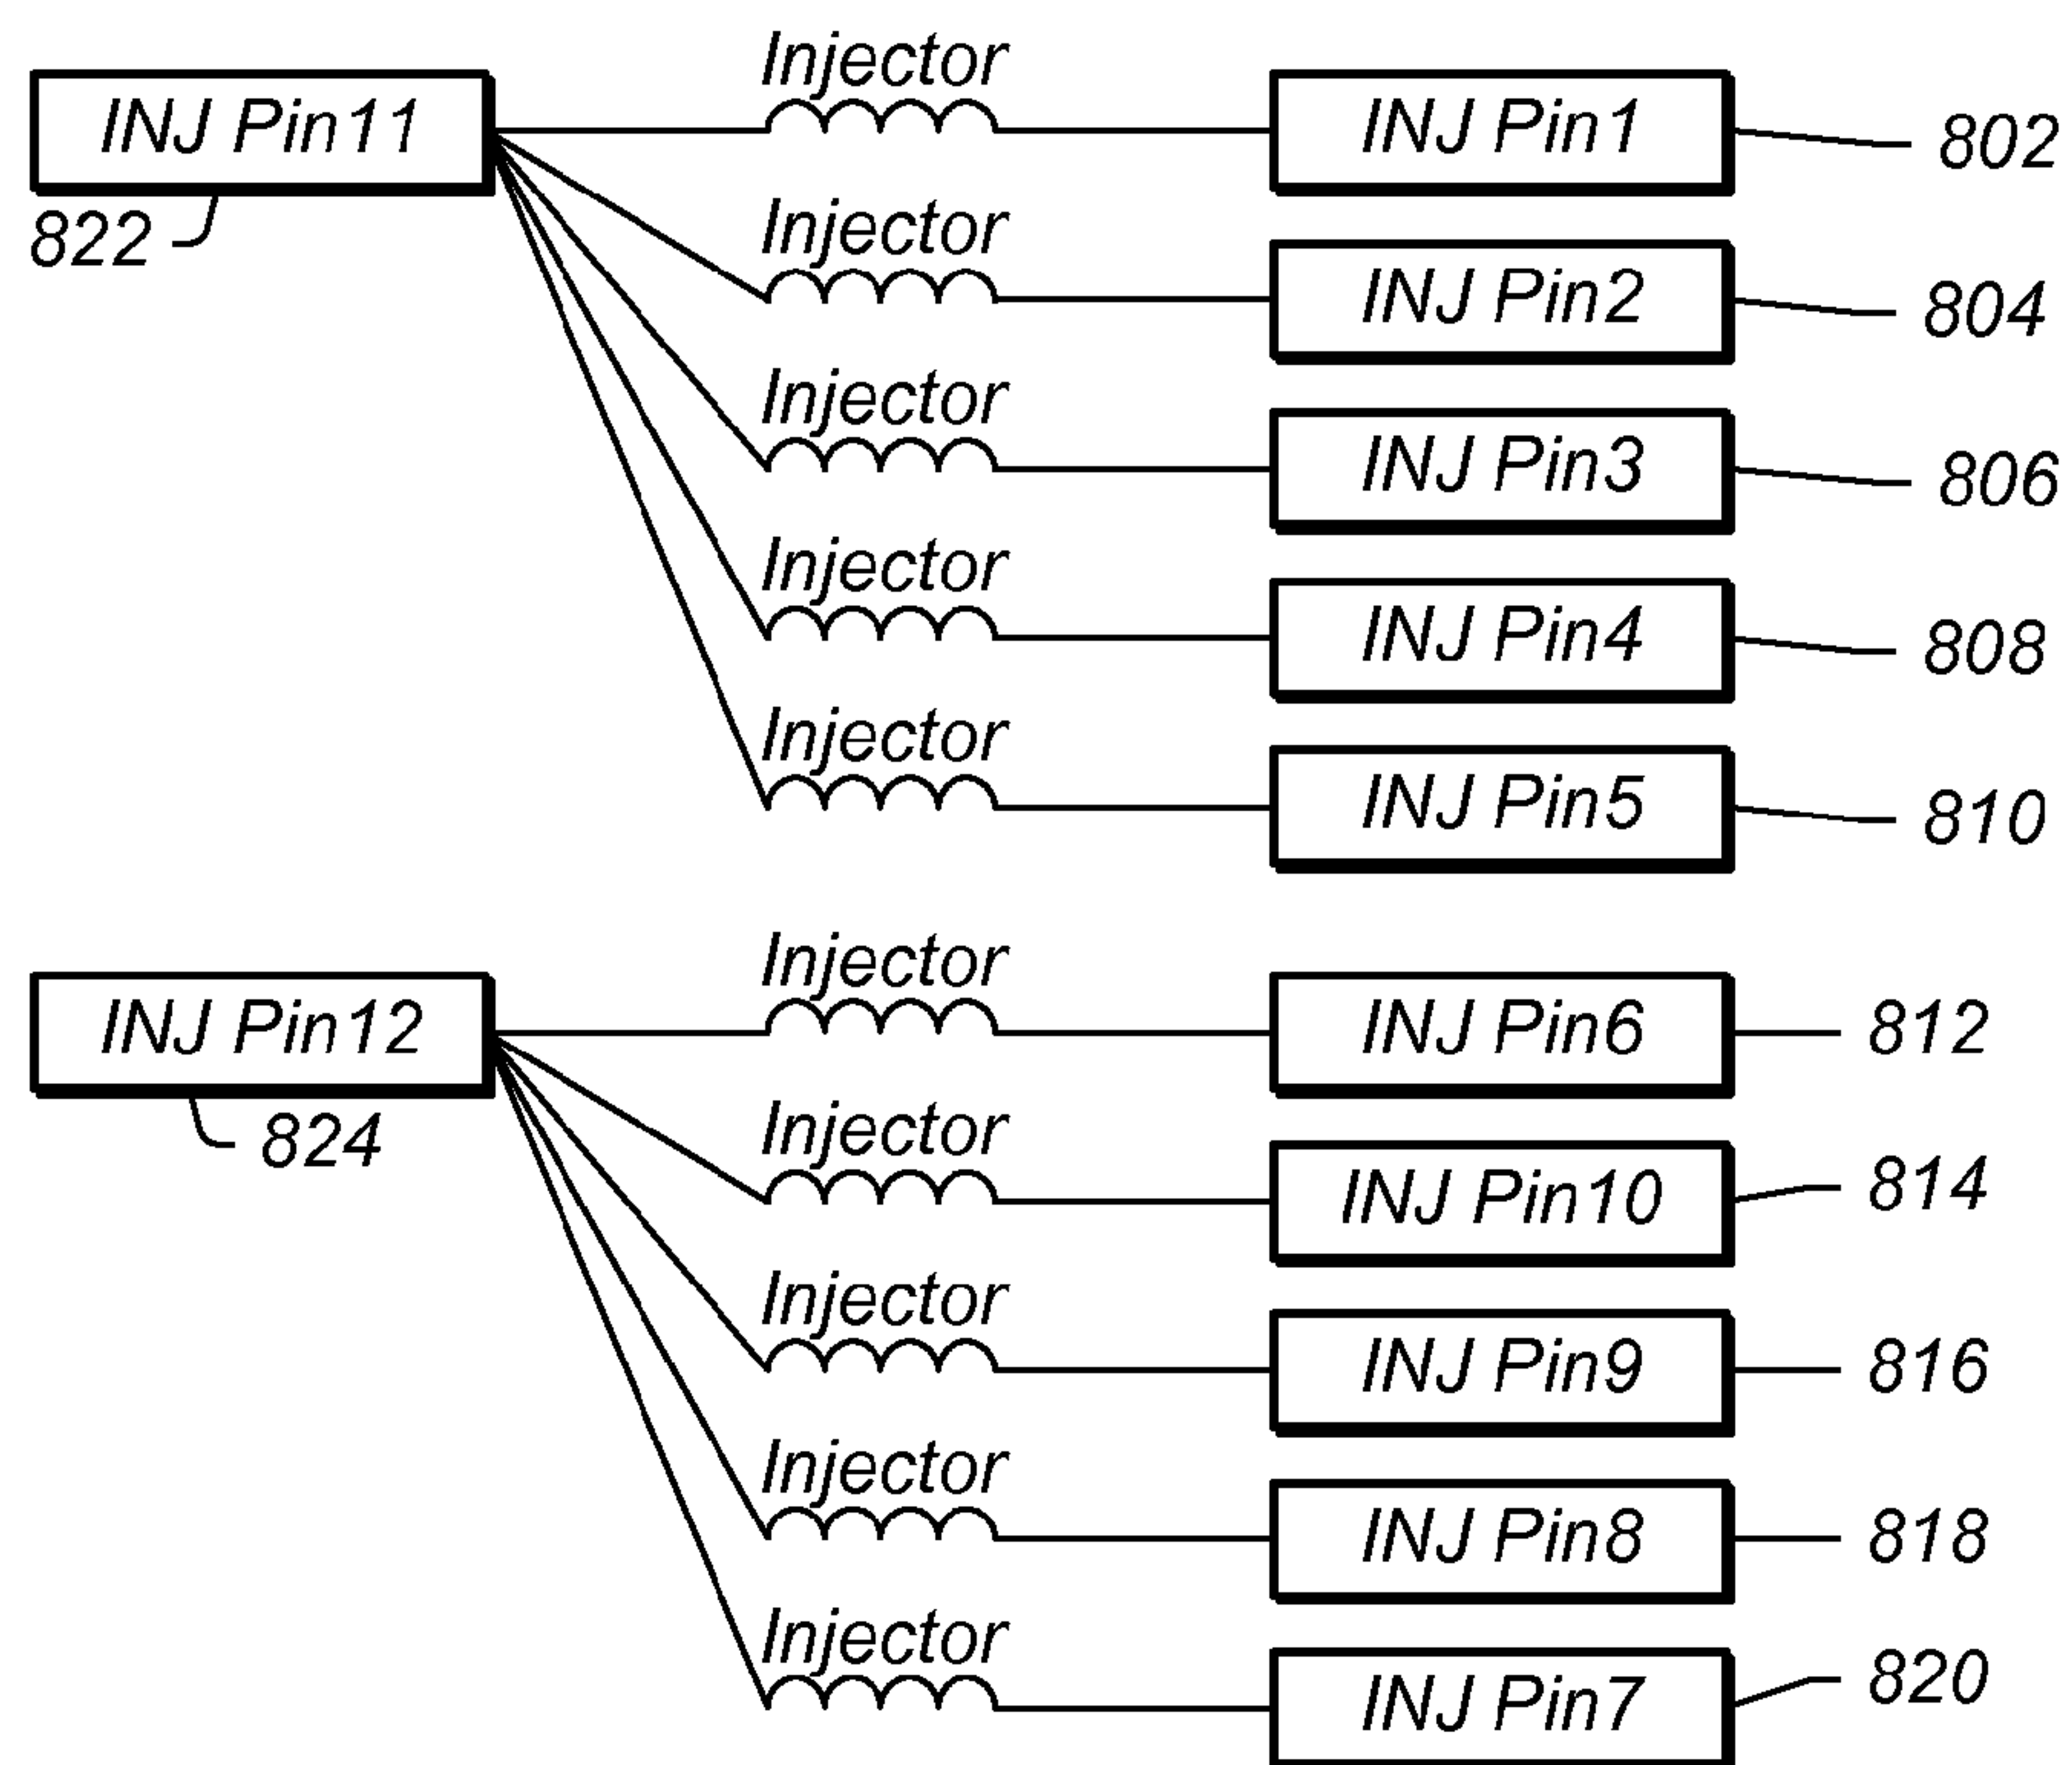 Injector
INJ Pin11
INJ Pin1
802
822
Injector
INJ Pin2
804
Injector
INJ Pin3
806
Injector
INJ Pin4
808
Injector
INJ Pin5
810
Injector
INJ Pin12
INJ Pin6
812
824
Injector
INJ Pin10
814
Injector
INJ Pin9
816
Injector
INJ Pin8
818
Injector
INJ Pin7
820